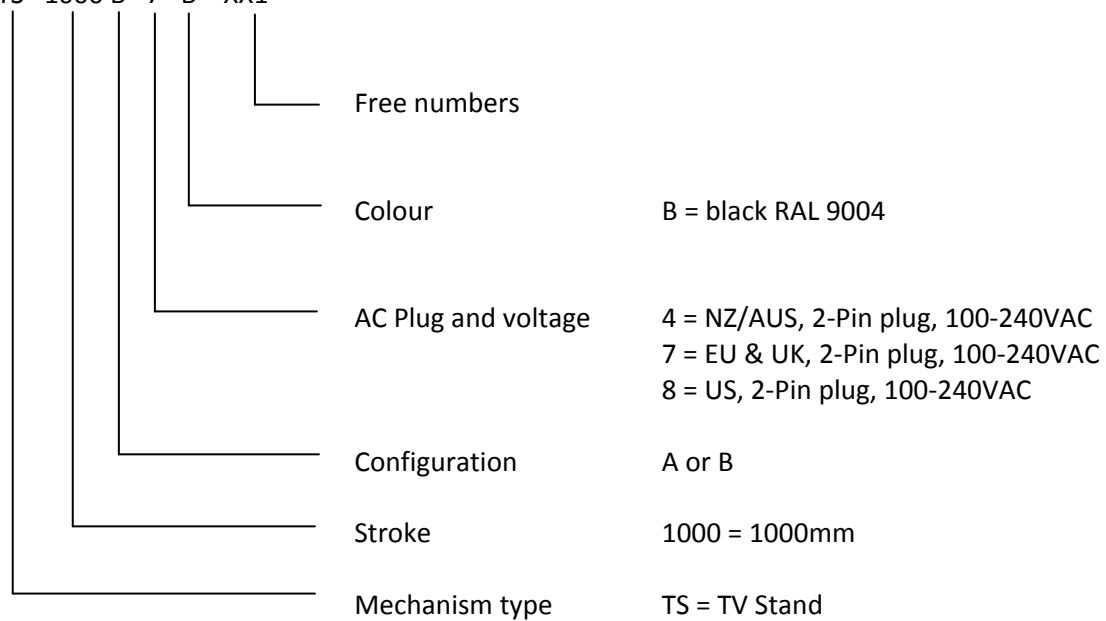 Free numbers
Colour B = black RAL 9004
AC Plug and voltage 4 = NZ/AUS, 2-Pin plug, 100-240VAC
7 = EU & UK, 2-Pin plug, 100-240VAC
8 = US, 2-Pin plug, 100-240VAC
Configuration A or B
Stroke 1000 = 1000mm
Mechanism type TS = TV Stand